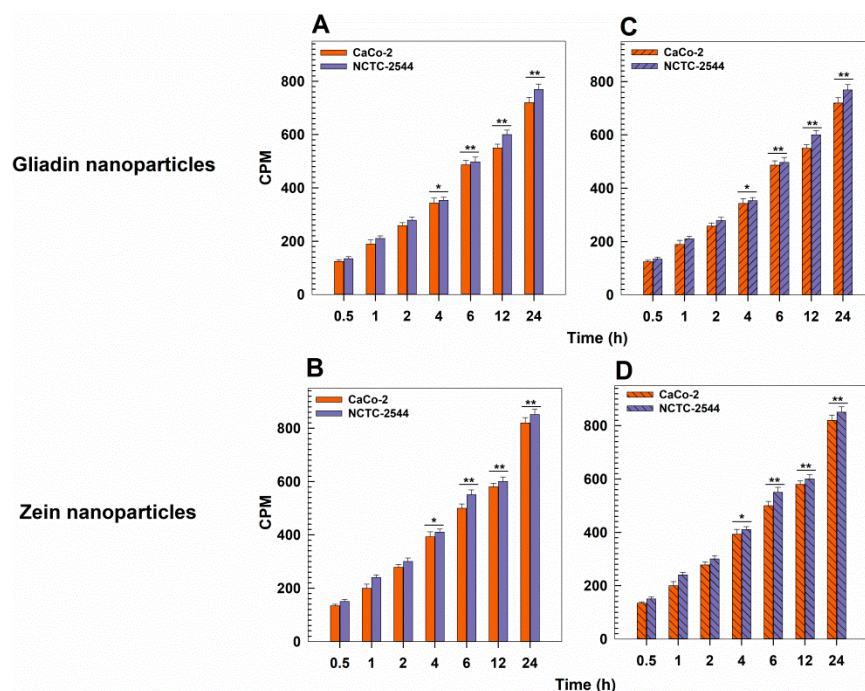 A
CaCo-2
NCTC-2544
800
600
400
200
0
CPM
*
**
**
**
0.5 1 2 4 6 12 24
C
CaCo-2
NCTC-2544
800
600
400
200
0
*
**
**
**
0.5 1 2 4 6 12 24
Time (h)
Gliadin nanoparticles
B
CaCo-2
NCTC-2544
800
600
400
200
0
CPM
*
**
**
**
0.5 1 2 4 6 12 24
D
CaCo-2
NCTC-2544
800
600
400
200
0
*
**
**
**
0.5 1 2 4 6 12 24
Time (h)
Zein nanoparticles